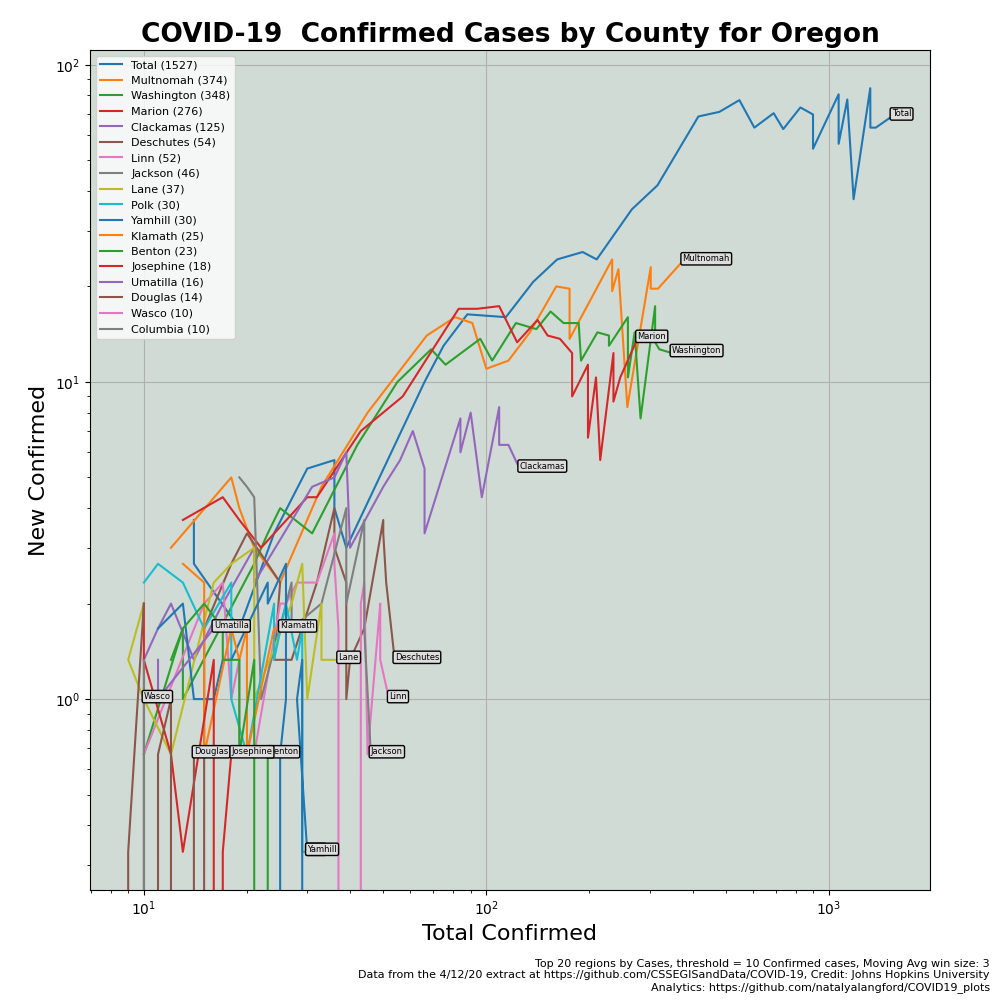 COVID-19  Confirmed Cases by County for Oregon
Total (1527)
Multnomah (374)
Washington (348)
Marion (276)
Clackamas (125)
Deschutes (54)
Linn (52)
Jackson (46)
Lane (37)
Polk (30)
Yamhill (30)
Klamath (25)
Benton (23)
Josephine (18)
Umatilla (16)
Douglas (14)
Wasco (10)
Columbia (10)
10²
10¹
10⁰
New Confirmed
Total
Multnomah
Marion
Washington
Clackamas
Umatilla
Klamath
Lane
Deschutes
Wasco
Linn
Douglas
Josephine
enton
Jackson
Yamhill
10¹
10²
10³
Total Confirmed
Top 20 regions by Cases, threshold = 10 Confirmed cases, Moving Avg win size: 3
Data from the 4/12/20 extract at https://github.com/CSSEGISandData/COVID-19, Credit: Johns Hopkins University
Analytics: https://github.com/natalyalangford/COVID19_plots